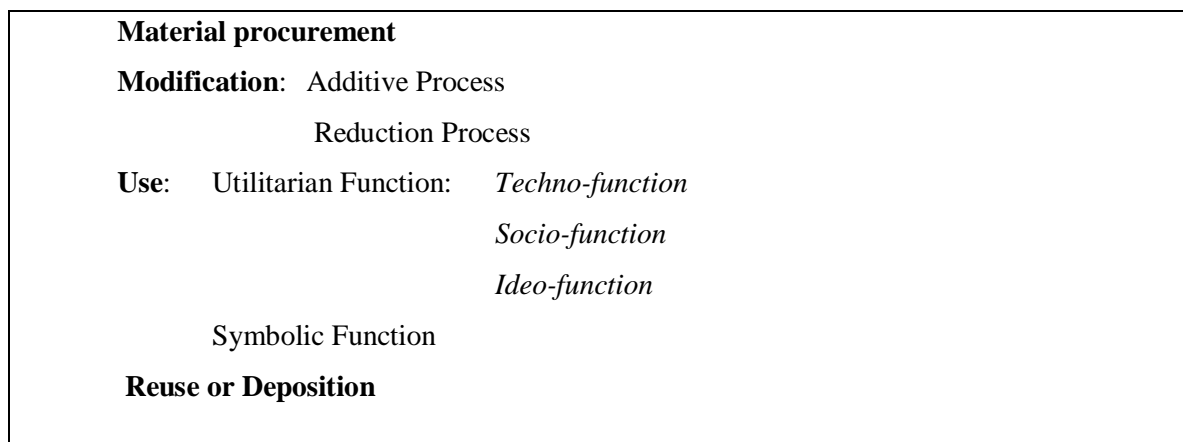 Material procurement
Modification: Additive Process
Reduction Process
Use: Utilitarian Function: Techno-function
Socio-function
Ideo-function
Symbolic Function
Reuse or Deposition